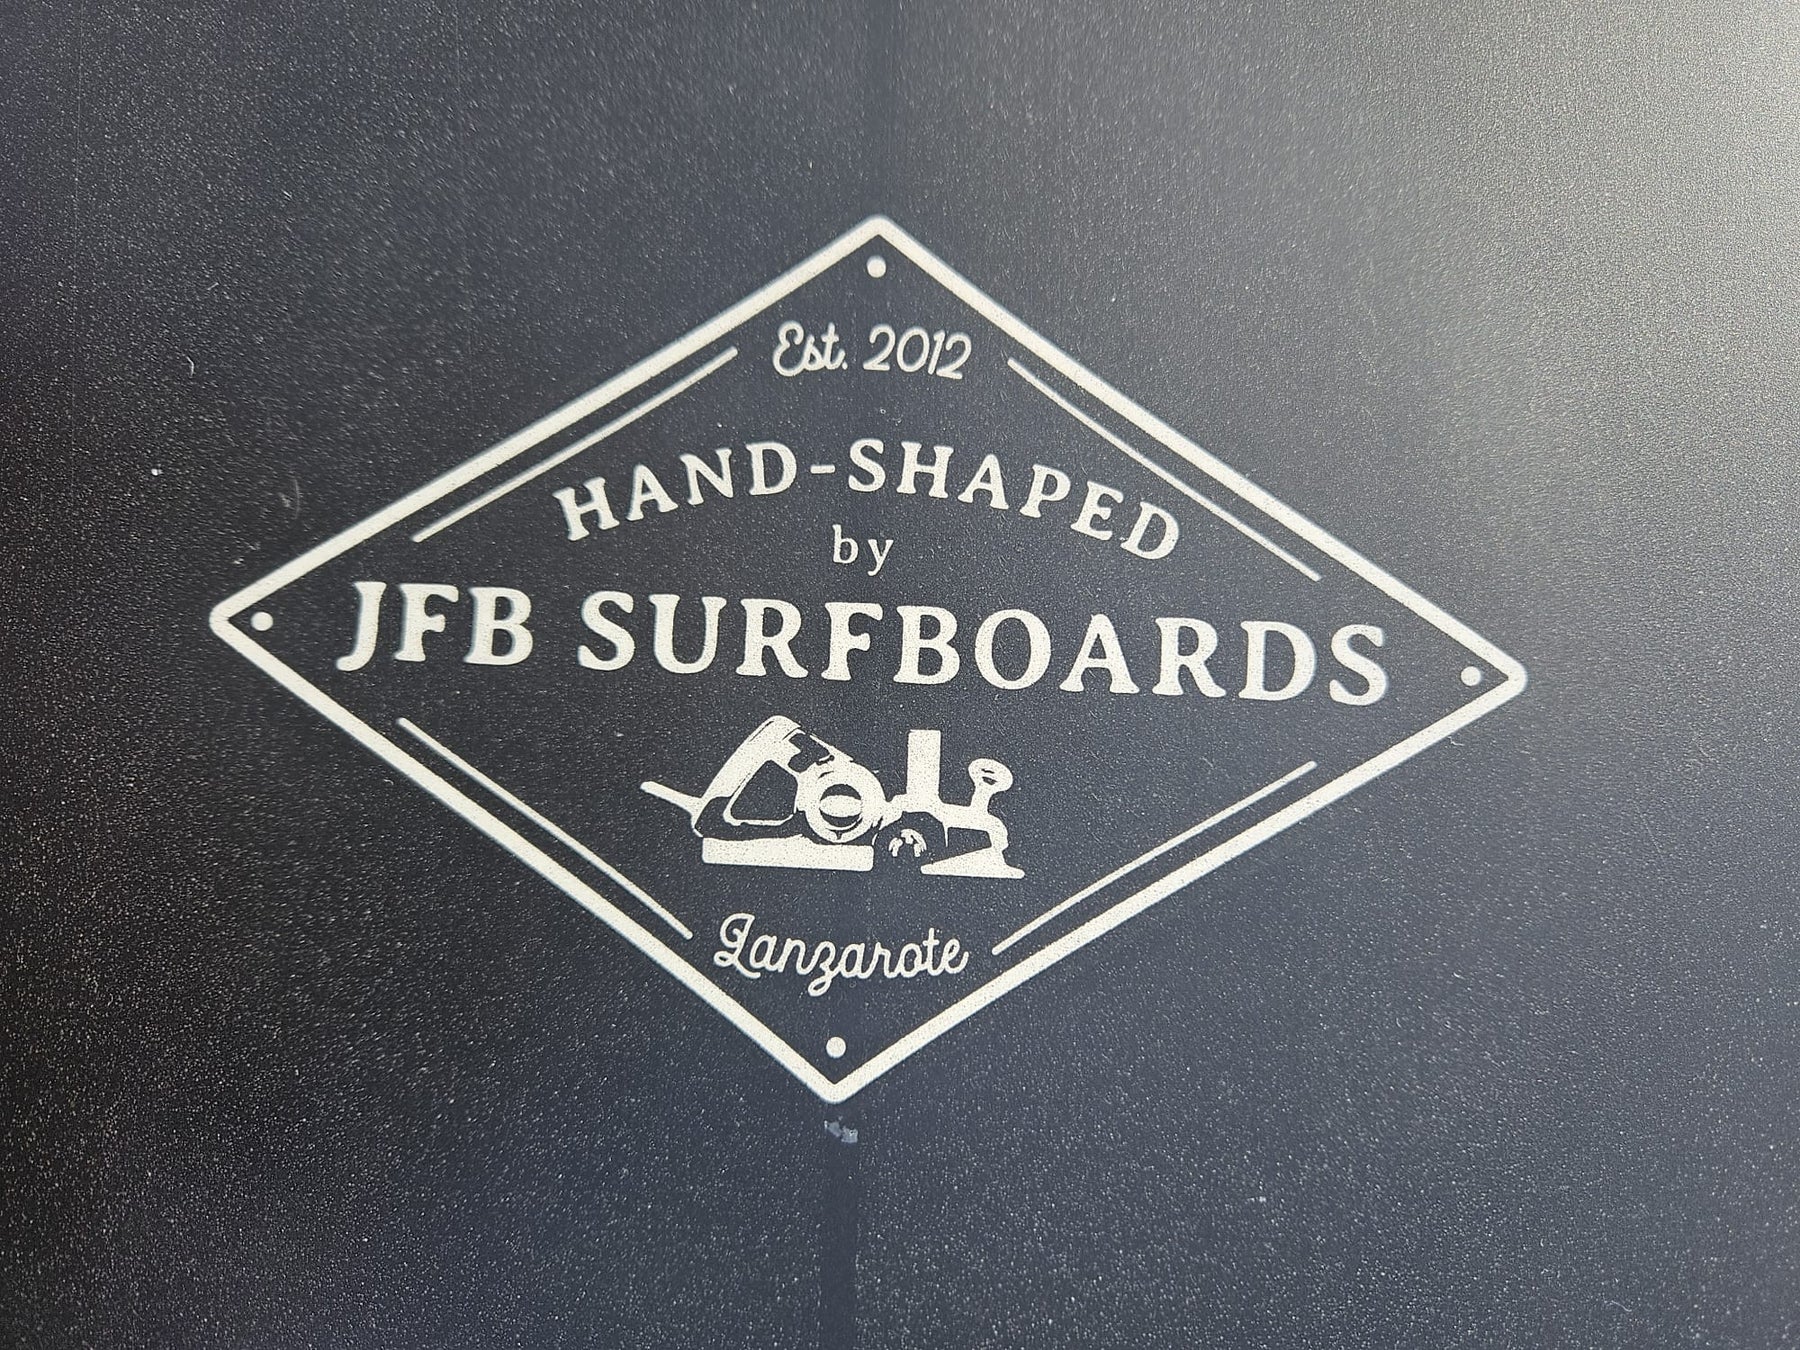 Est. 2012
HAND-SHAPED
by
JFB SURFBOARDS
Lanzarote